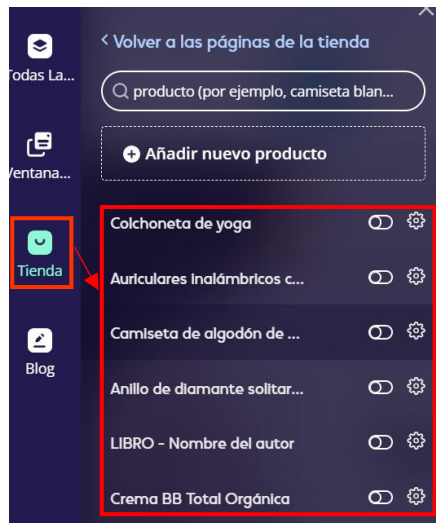 < Volver a las páginas de la tienda
Todas La...
producto (por ejemplo, camiseta blan...
Ventana...
Añadir nuevo producto
Tienda
Colchoneta de yoga
Auriculares inalámbricos c...
Camiseta de algodón de ...
Blog
Anillo de diamante solitar...
LIBRO - Nombre del autor
Crema BB Total Orgánica